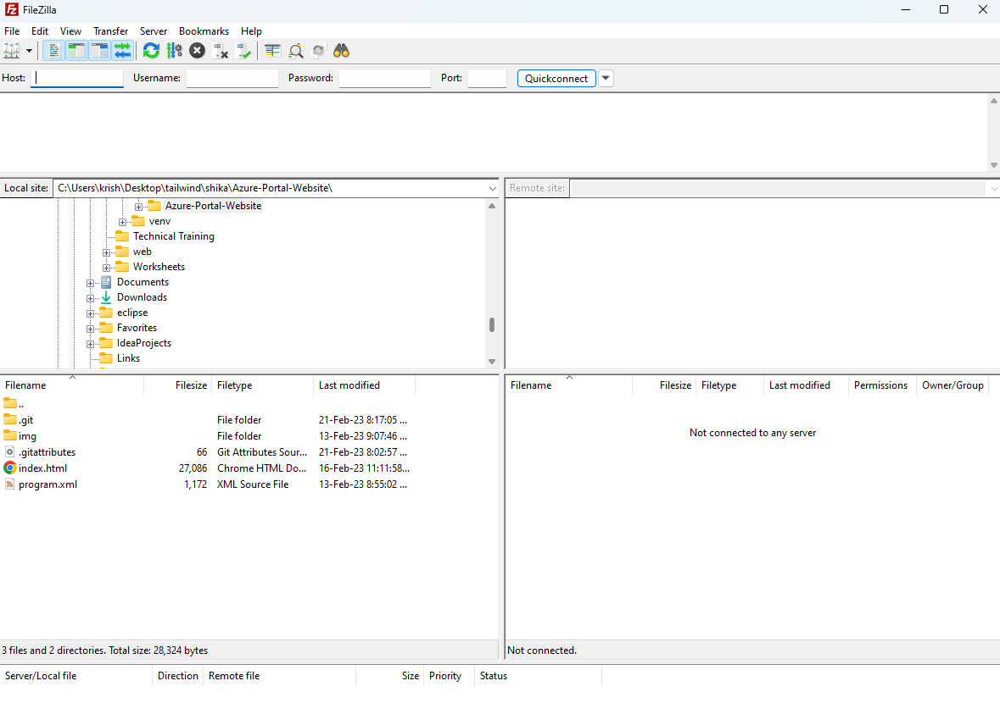 FileZilla
File Edit View Transfer Server Bookmarks Help
Host: Username: Password: Port: Quickconnect
Local site: C:\Users\krish\Desktop\tailwind\shika\Azure-Portal-Website\
Remote site:
Azure-Portal-Website
venv
Technical Training
web
Worksheets
Documents
Downloads
eclipse
Favorites
IdeaProjects
Links
Filename Filesize Filetype Last modified
..
.git File folder 21-Feb-23 8:17:05 ...
img File folder 13-Feb-23 9:07:46 ...
.gitattributes 66 Git Attributes Sour... 21-Feb-23 8:02:57 ...
index.html 27,086 Chrome HTML Do... 16-Feb-23 11:11:58...
program.xml 1,172 XML Source File 13-Feb-23 8:55:02 ...
3 files and 2 directories. Total size: 28,324 bytes
Filename Filesize Filetype Last modified Permissions Owner/Group
Not connected to any server
Not connected.
Server/Local file Direction Remote file Size Priority Status